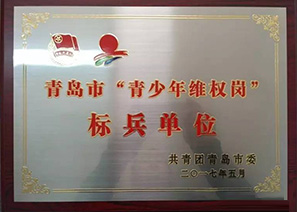 青岛市“青少年维权岗”
标兵单位
共青团青岛市委
二〇一七年五月